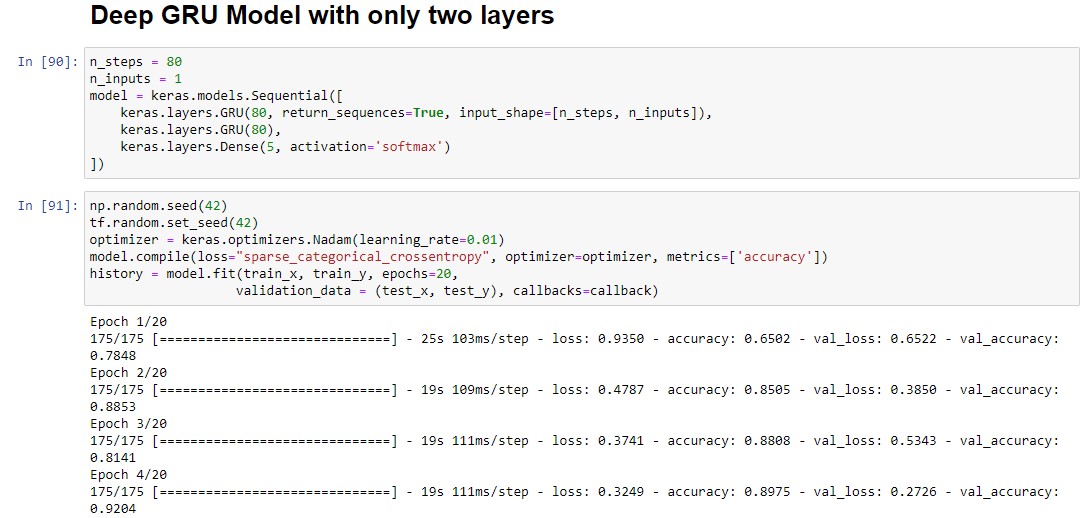 Deep GRU Model with only two layers
In [90]: n_steps = 80
n_inputs = 1
model = keras.models.Sequential([
    keras.layers.GRU(80, return_sequences=True, input_shape=[n_steps, n_inputs]),
    keras.layers.GRU(80),
    keras.layers.Dense(5, activation='softmax')
])
In [91]: np.random.seed(42)
tf.random.set_seed(42)
optimizer = keras.optimizers.Nadam(learning_rate=0.01)
model.compile(loss="sparse_categorical_crossentropy", optimizer=optimizer, metrics=['accuracy'])
history = model.fit(train_x, train_y, epochs=20,
                   validation_data = (test_x, test_y), callbacks=callback)
Epoch 1/20
175/175 [==============================] - 25s 103ms/step - loss: 0.9350 - accuracy: 0.6502 - val_loss: 0.6522 - val_accuracy:
0.7848
Epoch 2/20
175/175 [==============================] - 19s 109ms/step - loss: 0.4787 - accuracy: 0.8505 - val_loss: 0.3850 - val_accuracy:
0.8853
Epoch 3/20
175/175 [==============================] - 19s 111ms/step - loss: 0.3741 - accuracy: 0.8808 - val_loss: 0.5343 - val_accuracy:
0.8141
Epoch 4/20
175/175 [==============================] - 19s 111ms/step - loss: 0.3249 - accuracy: 0.8975 - val_loss: 0.2726 - val_accuracy:
0.9204